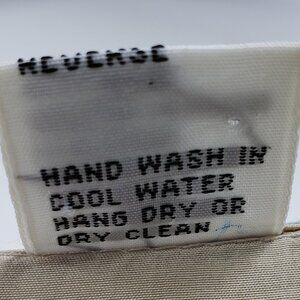 REVERSE
HAND WASH IN
COOL WATER
HANG DRY OR
DRY CLEAN